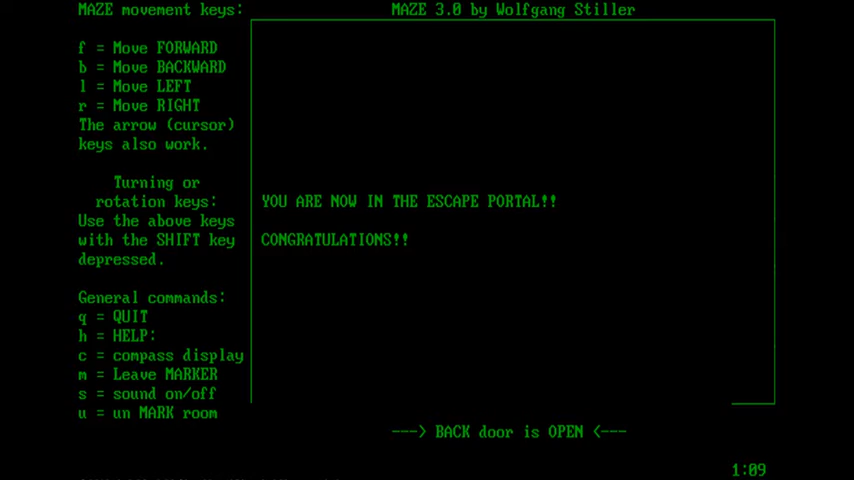 MAZE movement keys:
MAZE 3.0 by Wolfgang Stiller
f = Move FORWARD
b = Move BACKWARD
l = Move LEFT
r = Move RIGHT
The arrow (cursor)
keys also work.
Turning or
rotation keys:
Use the above keys
with the SHIFT key
depressed.
General commands:
q = QUIT
h = HELP:
c = compass display
m = Leave MARKER
s = sound on/off
u = un MARK room
YOU ARE NOW IN THE ESCAPE PORTAL!!
CONGRATULATIONS!!
---> BACK door is OPEN <---
1:09